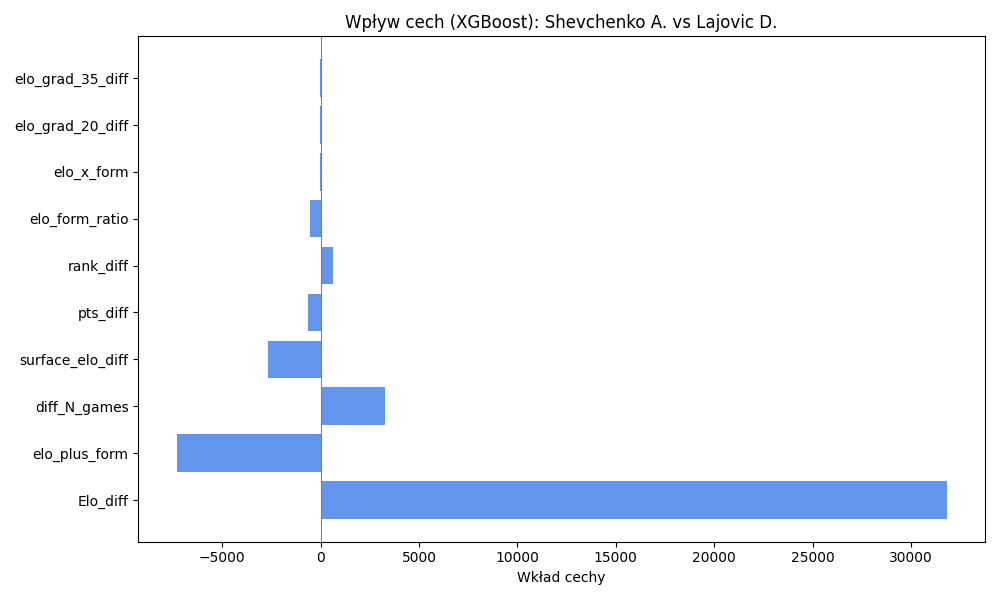 Wpływ cech (XGBoost): Shevchenko A. vs Lajovic D.
elo_grad_35_diff
elo_grad_20_diff
elo_x_form
elo_form_ratio
rank_diff
pts_diff
surface_elo_diff
diff_N_games
elo_plus_form
Elo_diff
−5000 0 5000 10000 15000 20000 25000 30000
Wkład cechy